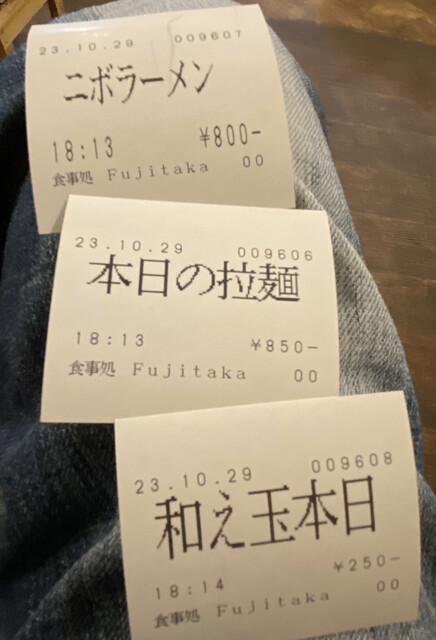 23.10.29 009607
ニボラーメン
18:13 ¥800-
食事処 Fujitaka 00
23.10.29 009606
本日の拉麺
18:13 ¥850-
食事処 Fujitaka 00
23.10.29 009608
和え玉本日
¥250-
18:14
食事処 Fujitaka 00